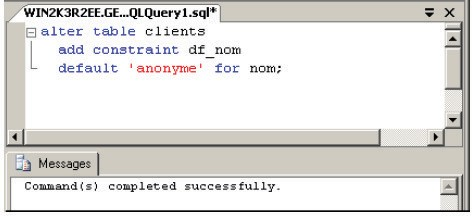 WIN2K3R2EE.GE...QLQuery1.sql*
alter table clients
add constraint df_nom
default 'anonyme' for nom;
Messages
Command(s) completed successfully.